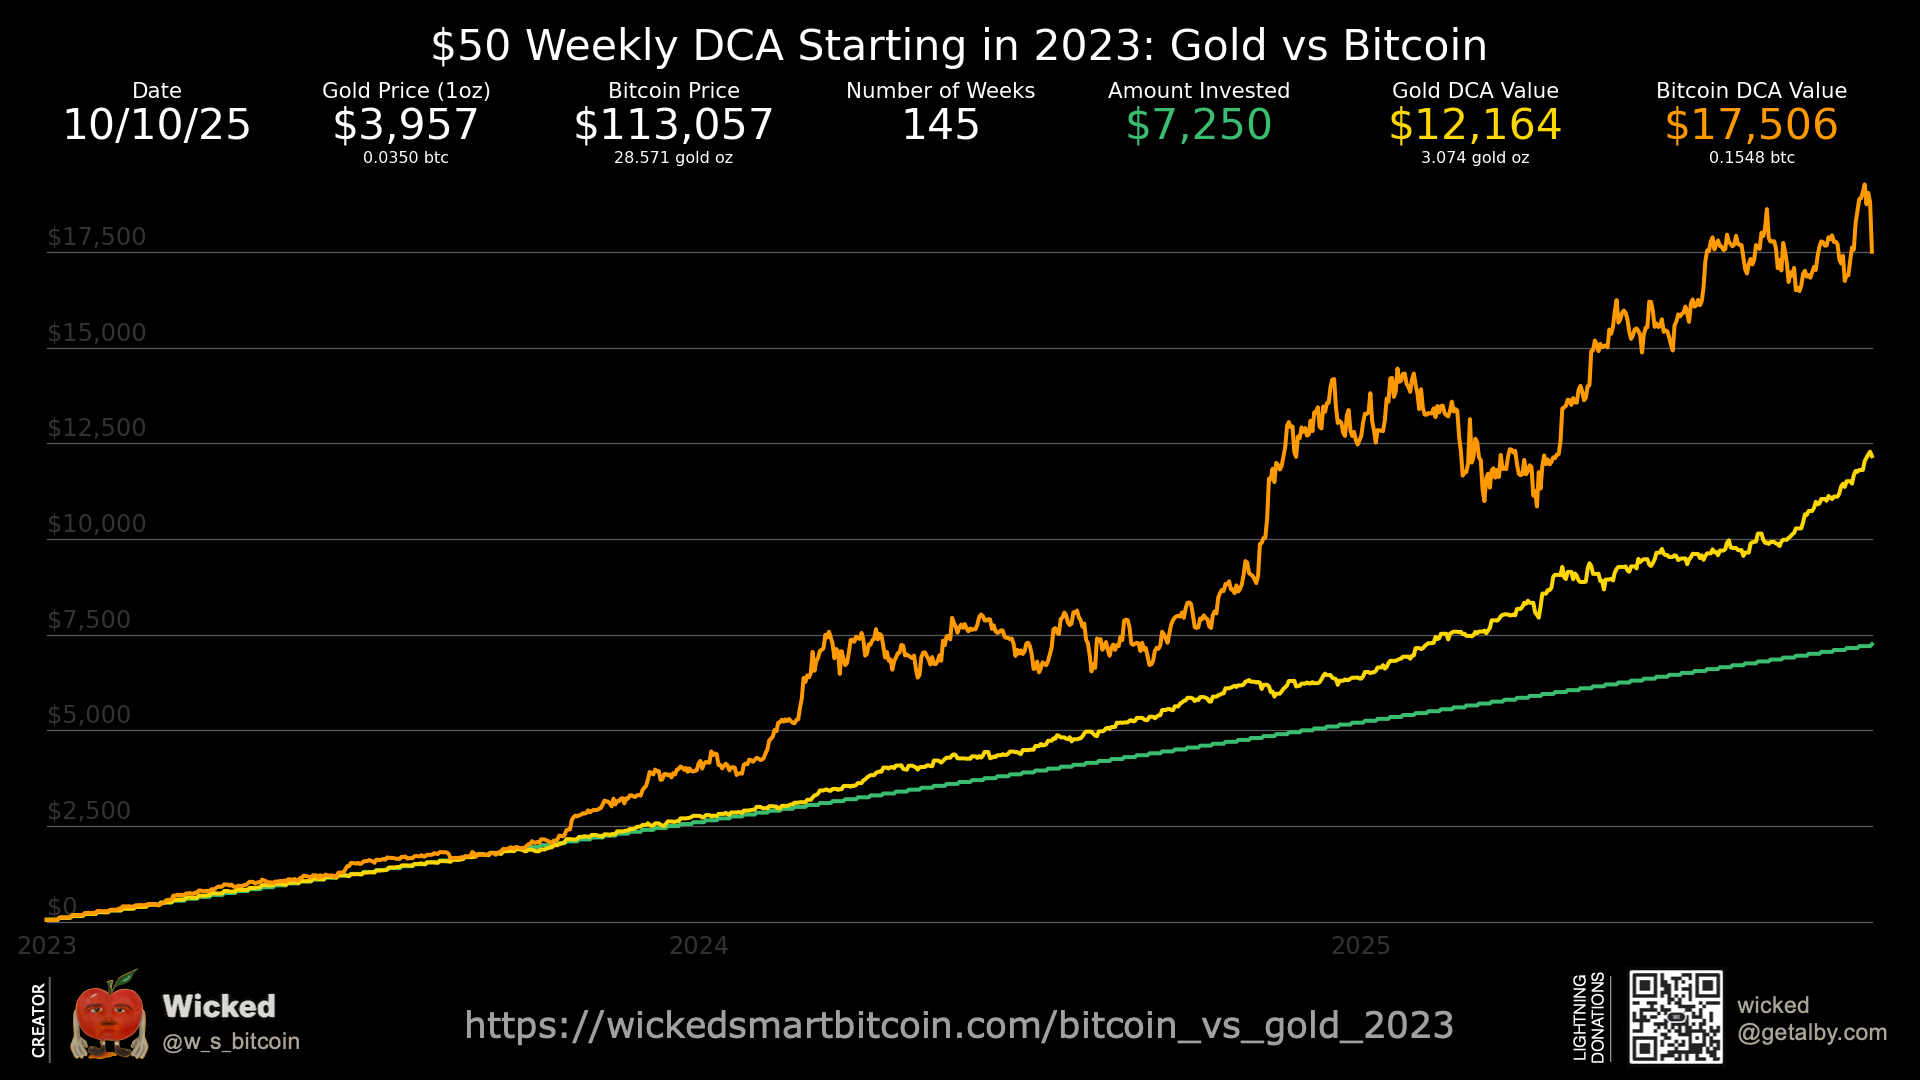 $50 Weekly DCA Starting in 2023: Gold vs Bitcoin
Date
10/10/25
Gold Price (1oz)
$3,957
0.0350 btc
Bitcoin Price
$113,057
28.571 gold oz
Number of Weeks
145
Amount Invested
$7,250
Gold DCA Value
$12,164
3.074 gold oz
Bitcoin DCA Value
$17,506
0.1548 btc
$17,500
$15,000
$12,500
$10,000
$7,500
$5,000
$2,500
$0
2023
2024
2025
CREATOR
Wicked
@w_s_bitcoin
https://wickedsmartbitcoin.com/bitcoin_vs_gold_2023
LIGHTNING
DONATIONS
wicked
@getalby.com